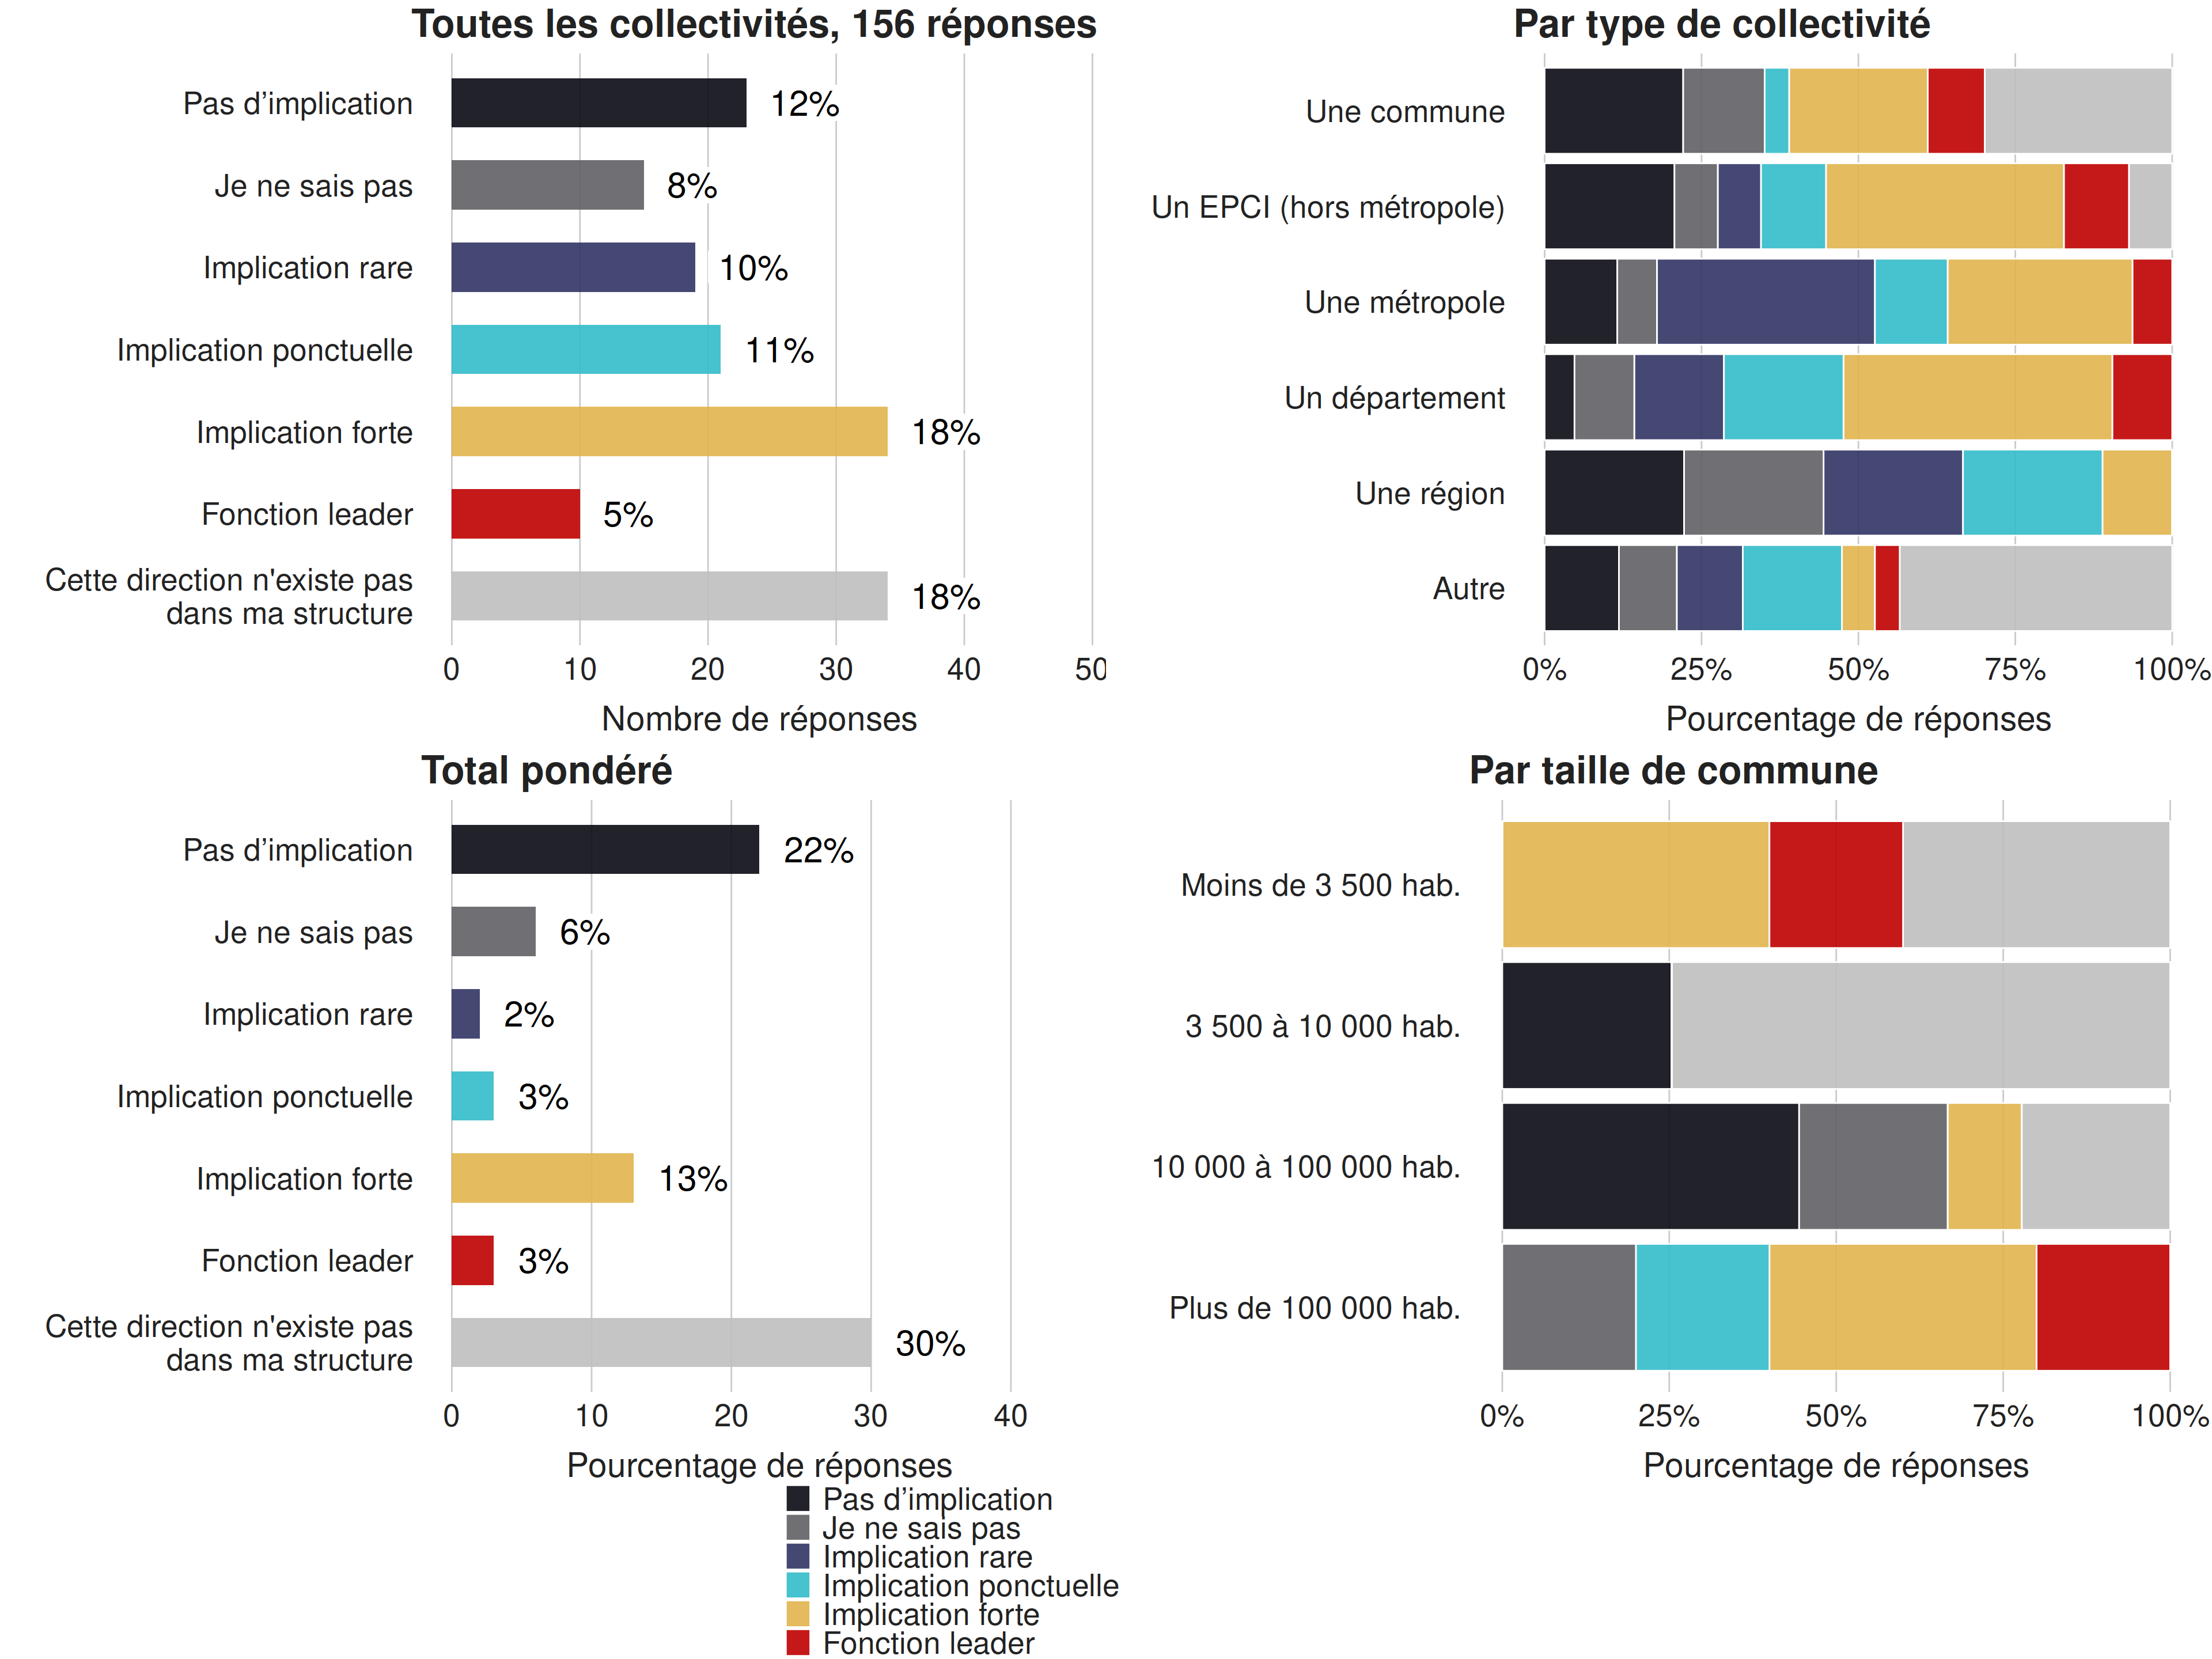 Toutes les collectivités, 156 réponses
Pas d’implication
12%
Je ne sais pas
8%
Implication rare
10%
Implication ponctuelle
11%
Implication forte
18%
Fonction leader
5%
Cette direction n'existe pas
dans ma structure
18%
0 10 20 30 40 50
Nombre de réponses
Par type de collectivité
Une commune
Un EPCI (hors métropole)
Une métropole
Un département
Une région
Autre
0% 25% 50% 75% 100%
Pourcentage de réponses
Total pondéré
Pas d’implication
22%
Je ne sais pas
6%
Implication rare
2%
Implication ponctuelle
3%
Implication forte
13%
Fonction leader
3%
Cette direction n'existe pas
dans ma structure
30%
0 10 20 30 40
Pourcentage de réponses
Par taille de commune
Moins de 3 500 hab.
3 500 à 10 000 hab.
10 000 à 100 000 hab.
Plus de 100 000 hab.
0% 25% 50% 75% 100%
Pourcentage de réponses
Pas d’implication
Je ne sais pas
Implication rare
Implication ponctuelle
Implication forte
Fonction leader